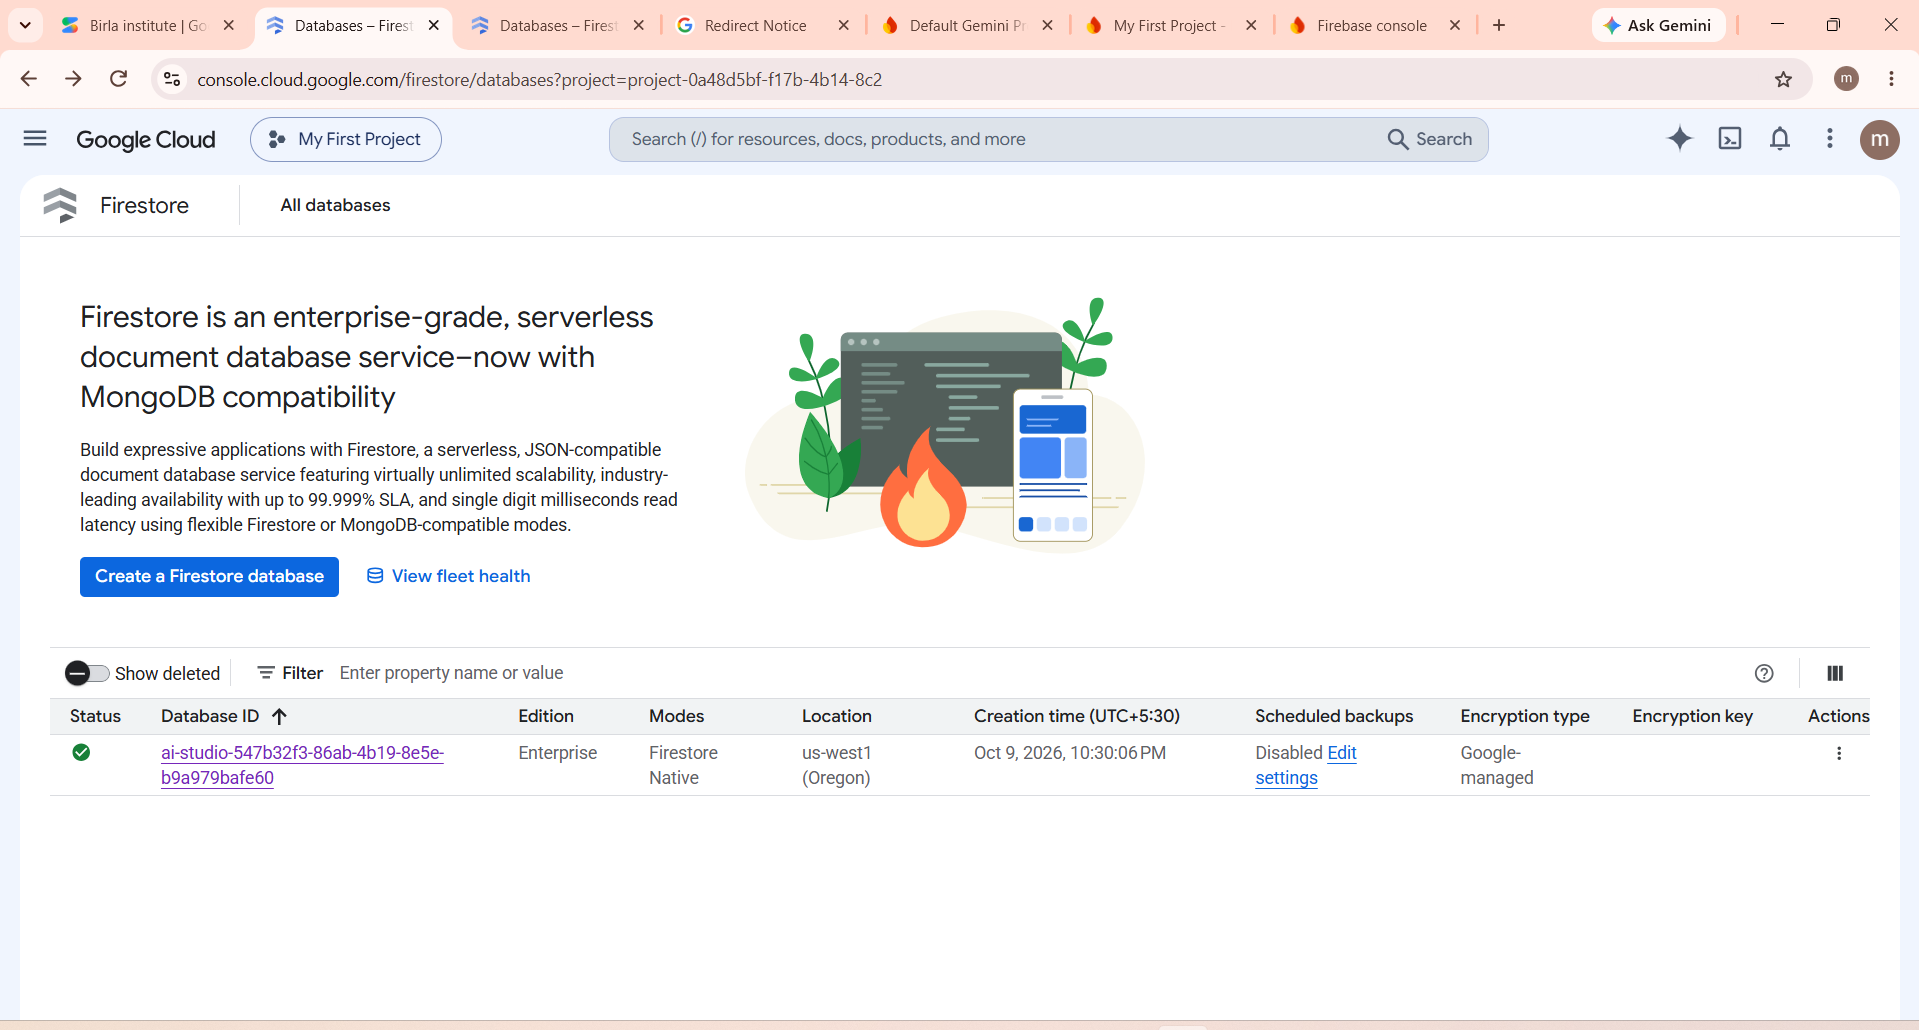 Birla institute | Go
Databases – Firest
Databases – Firest
Redirect Notice
Default Gemini Pr
My First Project -
Firebase console
Ask Gemini
console.cloud.google.com/firestore/databases?project=project-0a48d5bf-f17b-4b14-8c2
m
Google Cloud
My First Project
Search (/) for resources, docs, products, and more
Search
m
Firestore
All databases
Firestore is an enterprise-grade, serverless
document database service–now with
MongoDB compatibility
Build expressive applications with Firestore, a serverless, JSON-compatible
document database service featuring virtually unlimited scalability, industry-
leading availability with up to 99.999% SLA, and single digit milliseconds read
latency using flexible Firestore or MongoDB-compatible modes.
Create a Firestore database
View fleet health
Show deleted
Filter
Enter property name or value
Status Database ID Edition Modes Location Creation time (UTC+5:30) Scheduled backups Encryption type Encryption key Actions
ai-studio-547b32f3-86ab-4b19-8e5e- Enterprise Firestore us-west1 Oct 9, 2026, 10:30:06 PM Disabled Edit Google-
b9a979bafe60 Native (Oregon) settings managed